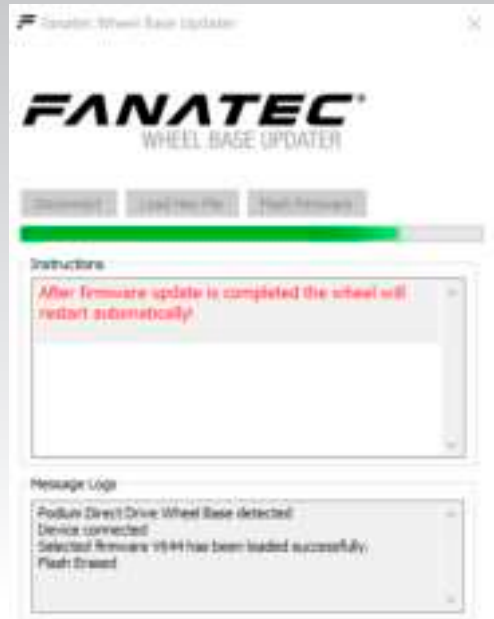 Fanatec Wheel Base Updater
FANATEC
WHEEL BASE UPDATER
Disconnect Load Hex File Flash Firmware
Instructions
After firmware update is completed the wheel will
restart automatically!
Message Logs
Podium Direct Drive Wheel Base detected
Device connected
Selected firmware V644 has been loaded successfully.
Flash Erased